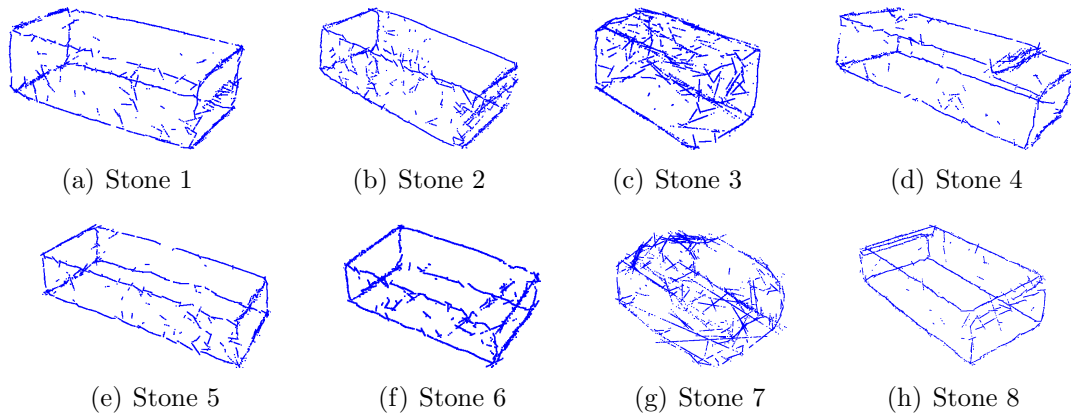 (a) Stone 1
(b) Stone 2
(c) Stone 3
(d) Stone 4
(e) Stone 5
(f) Stone 6
(g) Stone 7
(h) Stone 8